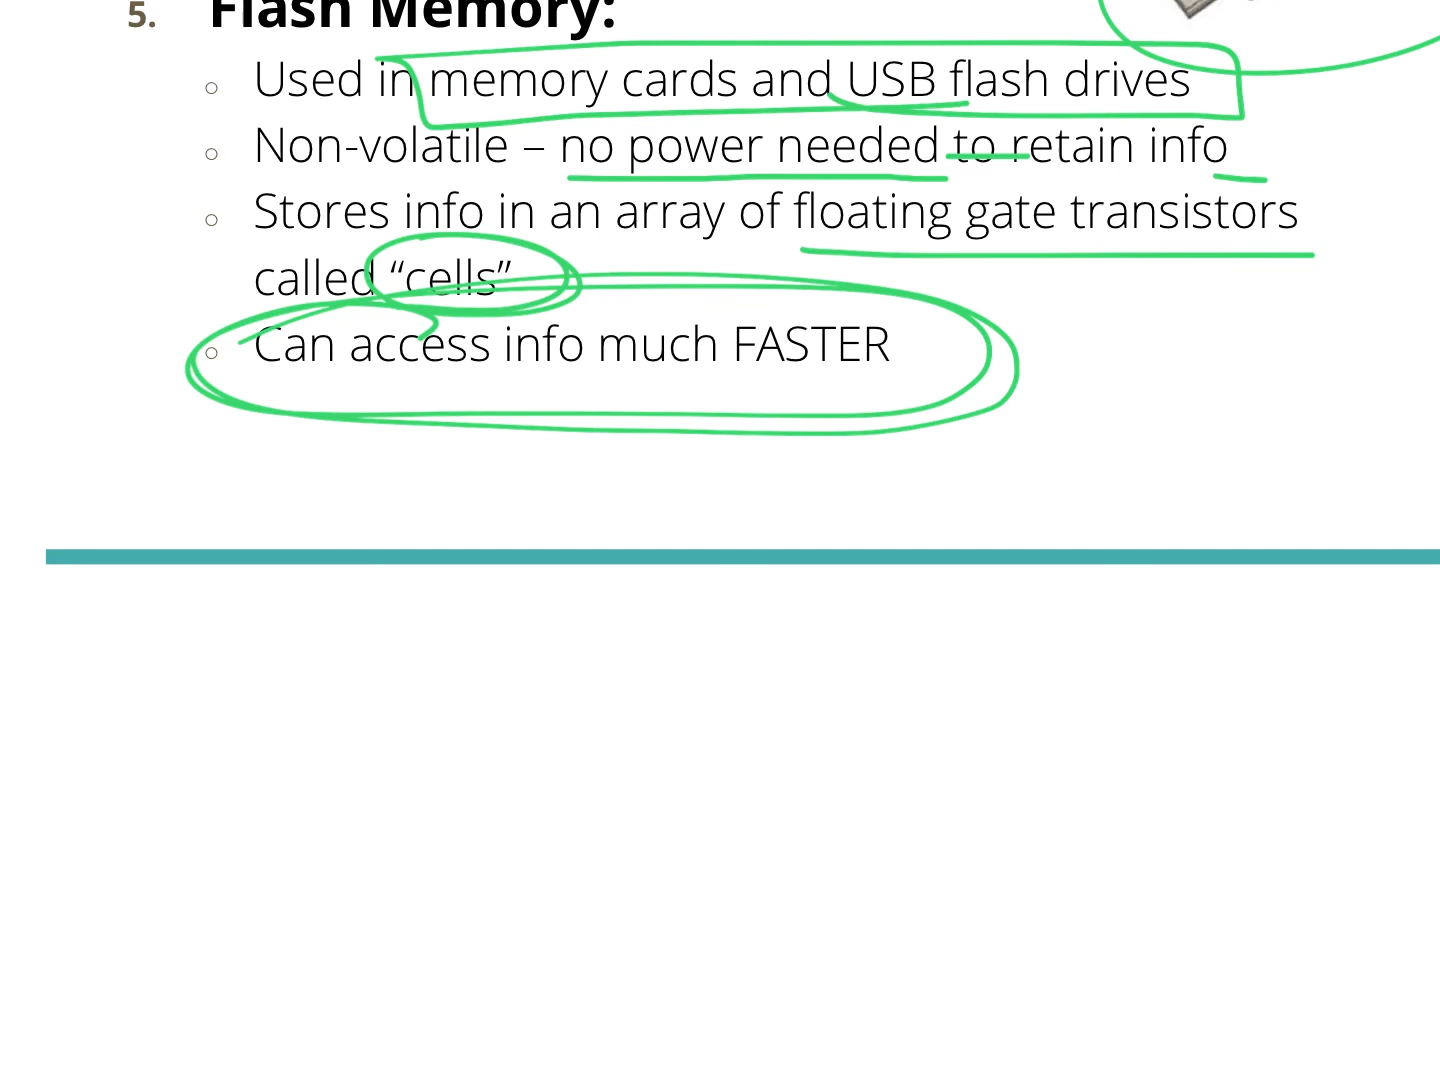 5. Flash Memory:
○ Used in memory cards and USB flash drives
○ Non-volatile – no power needed to retain info
○ Stores info in an array of floating gate transistors
called “cells”
○ Can access info much FASTER